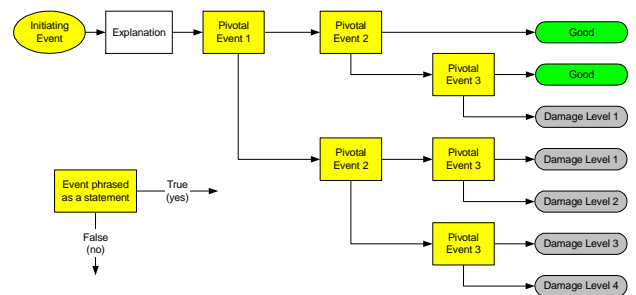 Initiating
Event
Explanation
Pivotal
Event 1
Pivotal
Event 2
Good
Pivotal
Event 3
Good
Damage Level 1
Pivotal
Event 2
Pivotal
Event 3
Damage Level 1
Damage Level 2
Pivotal
Event 3
Damage Level 3
Damage Level 4
Event phrased
as a statement
True
(yes)
False
(no)